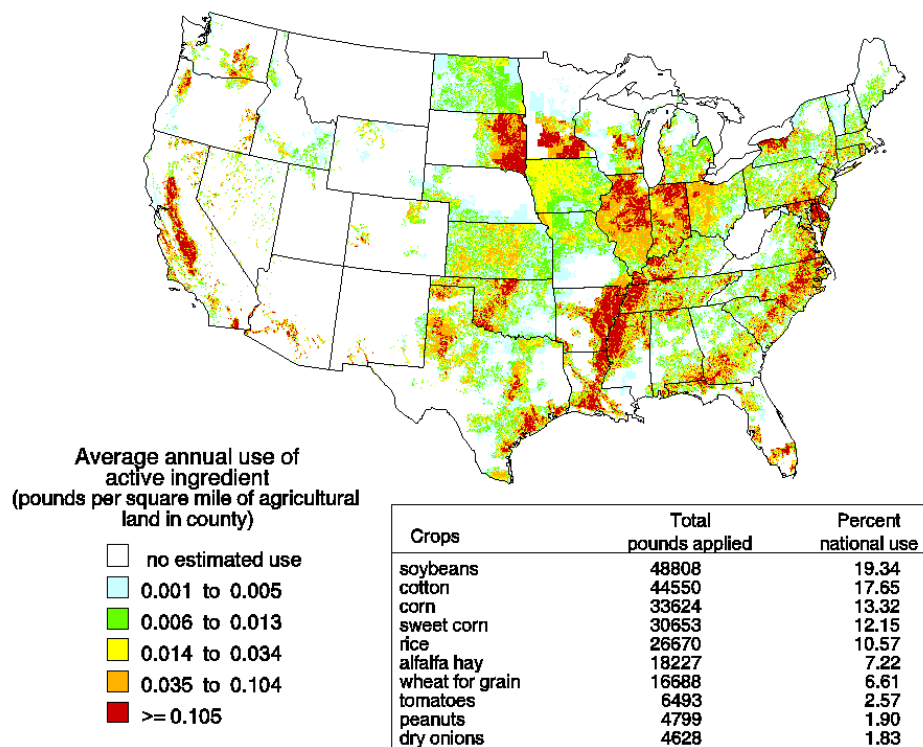 Average annual use of
active ingredient
(pounds per square mile of agricultural
land in county)
no estimated use
0.001 to 0.005
0.006 to 0.013
0.014 to 0.034
0.035 to 0.104
>= 0.105
Crops Total pounds applied Percent national use
soybeans 48808 19.34
cotton 44550 17.65
corn 33624 13.32
sweet corn 30653 12.15
rice 26670 10.57
alfalfa hay 18227 7.22
wheat for grain 16688 6.61
tomatoes 6493 2.57
peanuts 4799 1.90
dry onions 4628 1.83